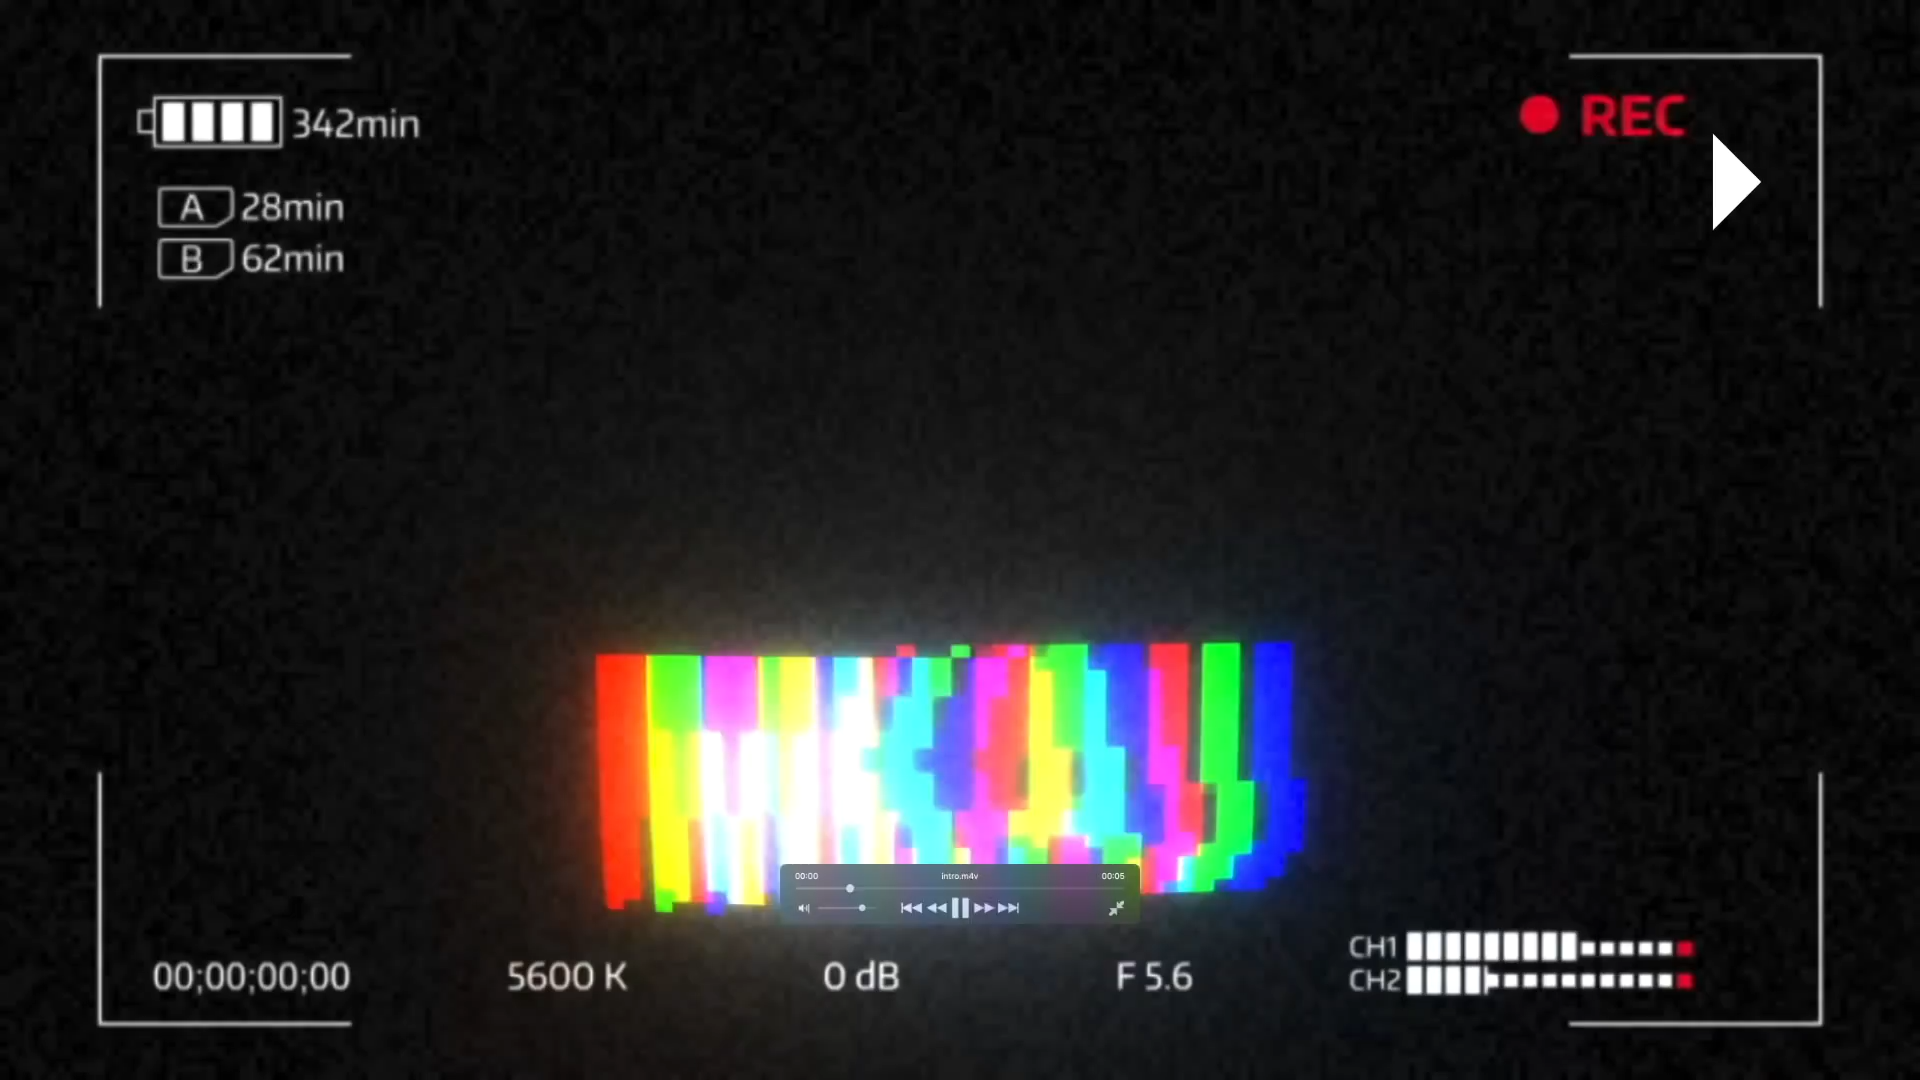 342min
REC
A 28min
B 62min
00:00 intro.m4v 00:05
CH1
00;00;00;00 5600 K 0 dB F 5.6 CH2